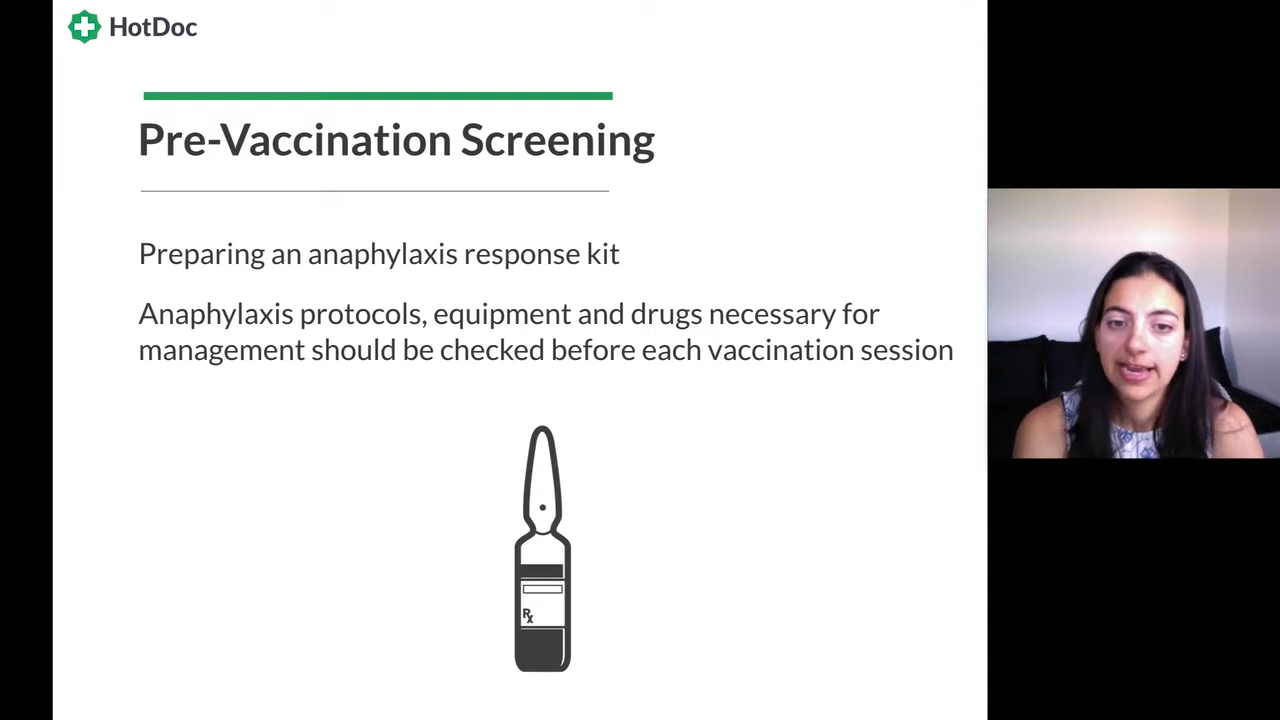 HotDoc
Pre-Vaccination Screening
Preparing an anaphylaxis response kit
Anaphylaxis protocols, equipment and drugs necessary for
management should be checked before each vaccination session
Rx